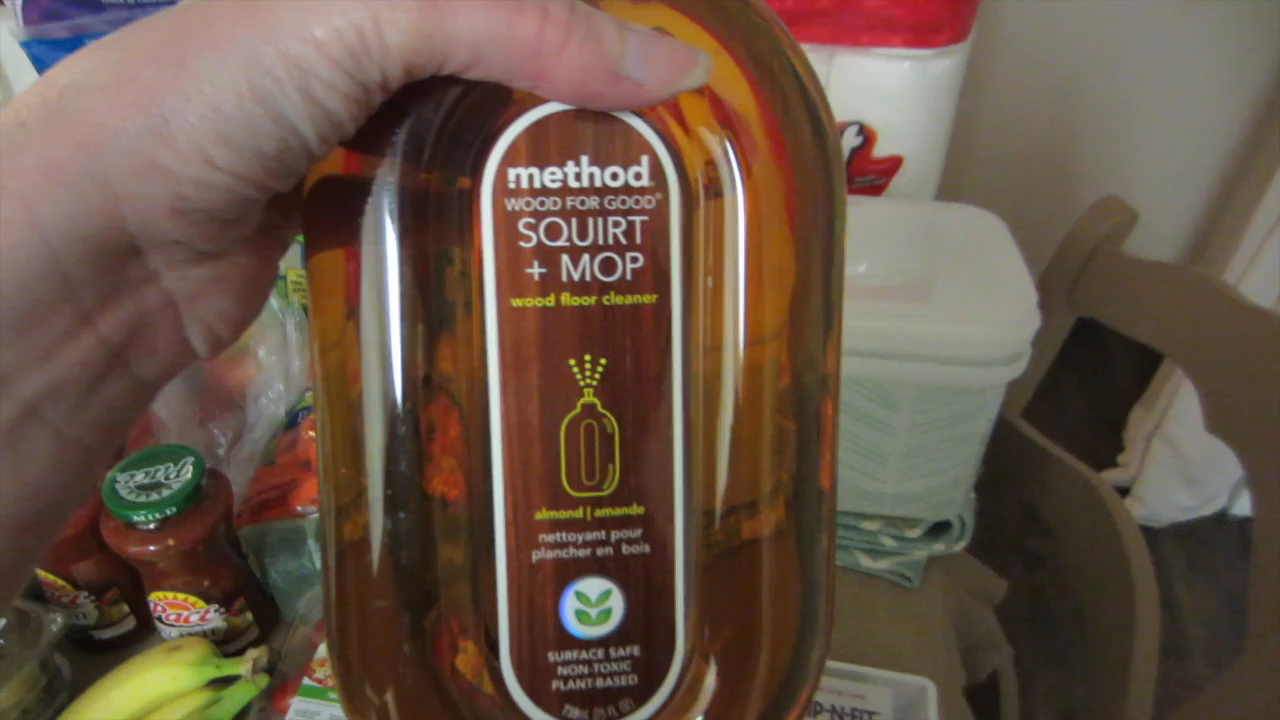 method
WOOD FOR GOOD®
SQUIRT
+ MOP
wood floor cleaner
almond | amande
nettoyant pour
plancher en bois
SURFACE SAFE
NON-TOXIC
PLANT-BASED
Pace
MILD